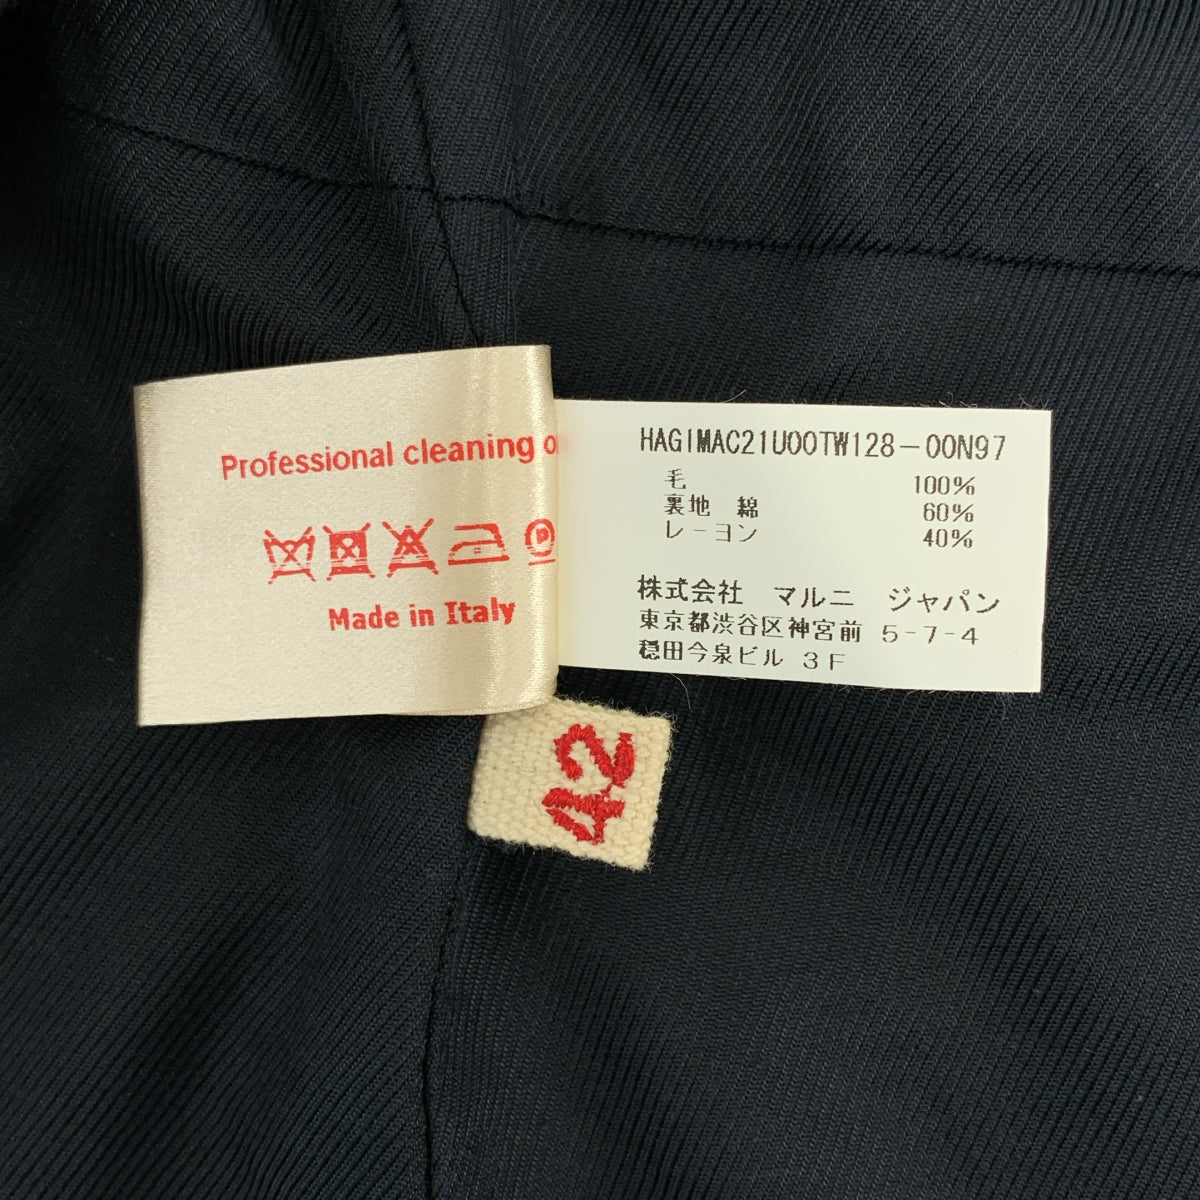 Professional cleaning
Made in Italy
HAGIMAC21U00TW128-00N97
毛 100%
裏地 綿 60%
レーヨン 40%
株式会社 マルニ ジャパン
東京都渋谷区神宮前 5-7-4
穏田今泉ビル 3F
42